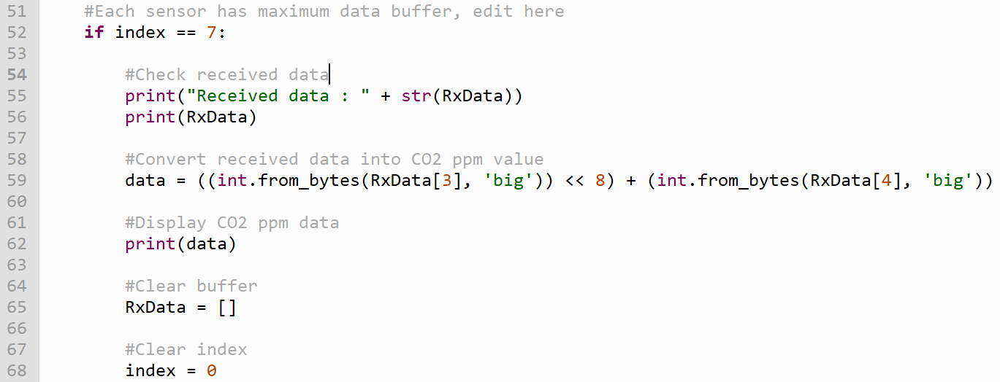 51 #Each sensor has maximum data buffer, edit here
52 if index == 7:
53
54 #Check received data
55 print("Received data : " + str(RxData))
56 print(RxData)
57
58 #Convert received data into CO2 ppm value
59 data = ((int.from_bytes(RxData[3], 'big')) << 8) + (int.from_bytes(RxData[4], 'big'))
60
61 #Display CO2 ppm data
62 print(data)
63
64 #Clear buffer
65 RxData = []
66
67 #Clear index
68 index = 0